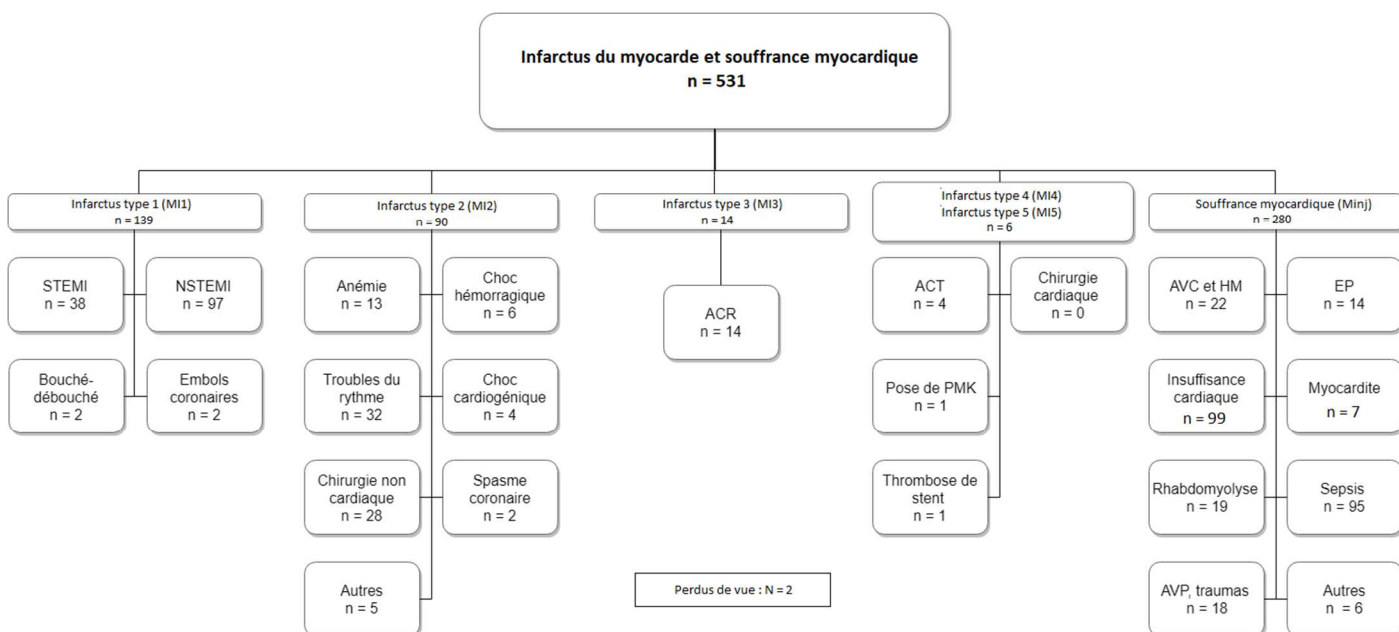 Infarctus du myocarde et souffrance myocardique
n = 531
Infarctus type 1 (MI1)
n = 139
Infarctus type 2 (MI2)
n = 90
Infarctus type 3 (MI3)
n = 14
Infarctus type 4 (MI4)
Infarctus type 5 (MI5)
n = 6
Souffrance myocardique (Minj)
n = 280
STEMI
n = 38
NSTEMI
n = 97
Bouché-
débouché
n = 2
Embols
coronaires
n = 2
Anémie
n = 13
Choc
hémorragique
n = 6
Troubles du
rythme
n = 32
Choc
cardiogénique
n = 4
Chirurgie non
cardiaque
n = 28
Spasme
coronaire
n = 2
Autres
n = 5
ACR
n = 14
ACT
n = 4
Chirurgie
cardiaque
n = 0
Pose de PMK
n = 1
Thrombose de
stent
n = 1
AVC et HM
n = 22
EP
n = 14
Insuffisance
cardiaque
n = 99
Myocardite
n = 7
Rhabdomyolyse
n = 19
Sepsis
n = 95
AVP, traumas
n = 18
Autres
n = 6
Perdus de vue : N = 2